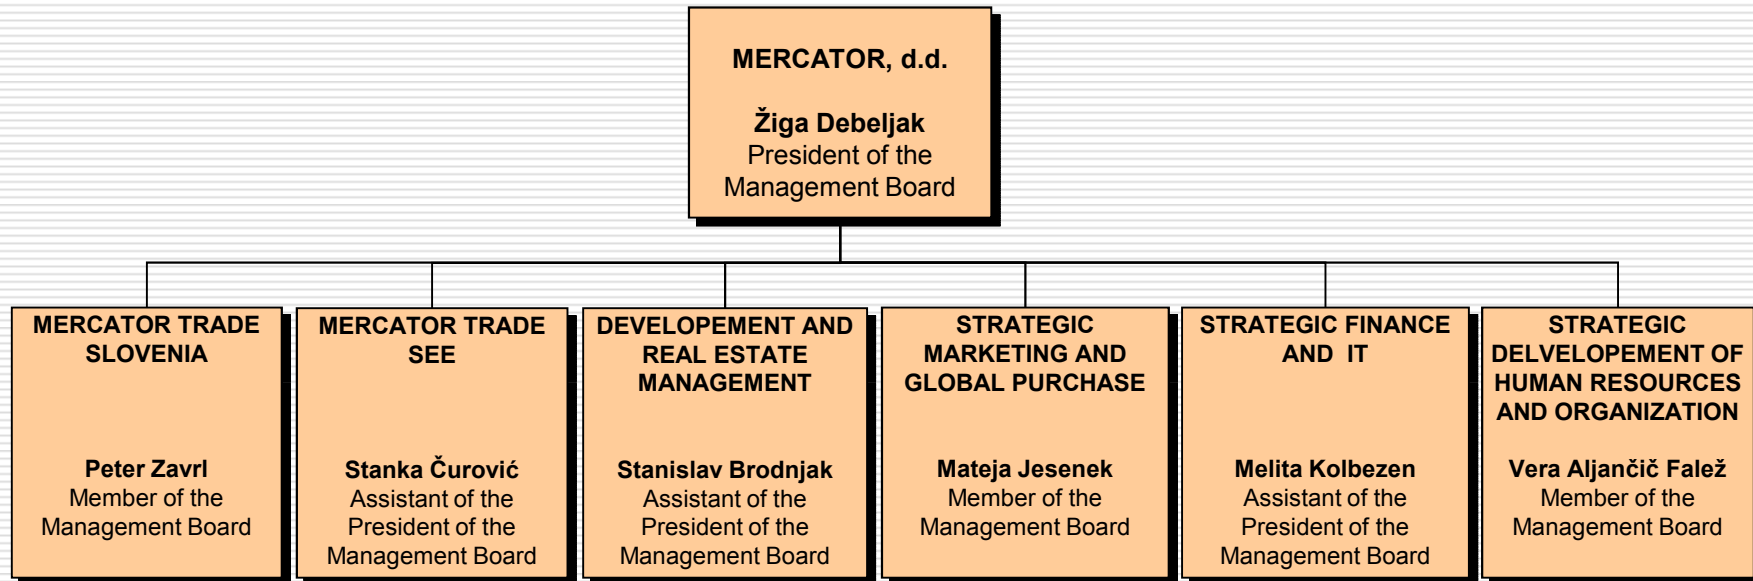 MERCATOR, d.d.
Žiga Debeljak
President of the
Management Board
MERCATOR TRADE
SLOVENIA
Peter Zavrl
Member of the
Management Board
MERCATOR TRADE
SEE
Stanka Čurović
Assistant of the
President of the
Management Board
DEVELOPEMENT AND
REAL ESTATE
MANAGEMENT
Stanislav Brodnjak
Assistant of the
President of the
Management Board
STRATEGIC
MARKETING AND
GLOBAL PURCHASE
Mateja Jesenek
Member of the
Management Board
STRATEGIC FINANCE
AND IT
Melita Kolbezen
Assistant of the
President of the
Management Board
STRATEGIC
DELVELOPEMENT OF
HUMAN RESOURCES
AND ORGANIZATION
Vera Aljančič Falež
Member of the
Management Board